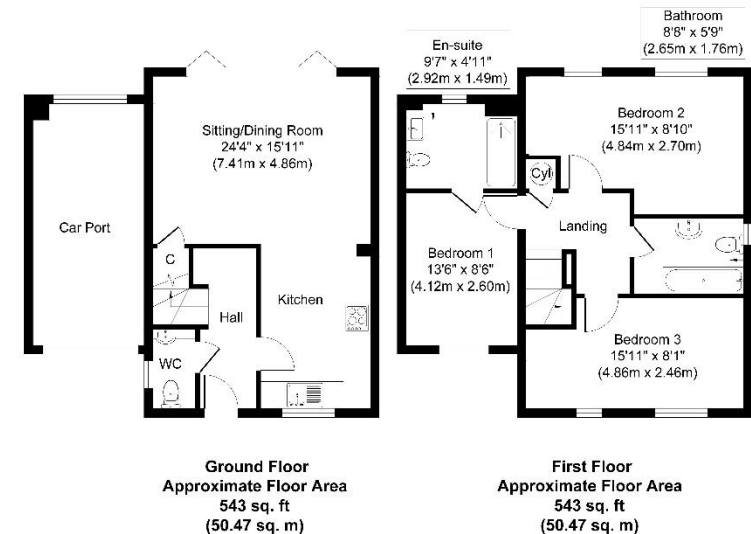 Sitting/Dining Room
24'4" x 15'11"
(7.41m x 4.86m)
Car Port
C
Hall
Kitchen
WC
Ground Floor
Approximate Floor Area
543 sq. ft
(50.47 sq. m)
En-suite
9'7" x 4'11"
(2.92m x 1.49m)
Bathroom
8'8" x 5'9"
(2.65m x 1.76m)
Bedroom 2
15'11" x 8'10"
(4.84m x 2.70m)
Cyl
Landing
Bedroom 1
13'6" x 8'6"
(4.12m x 2.60m)
Bedroom 3
15'11" x 8'1"
(4.86m x 2.46m)
First Floor
Approximate Floor Area
543 sq. ft
(50.47 sq. m)